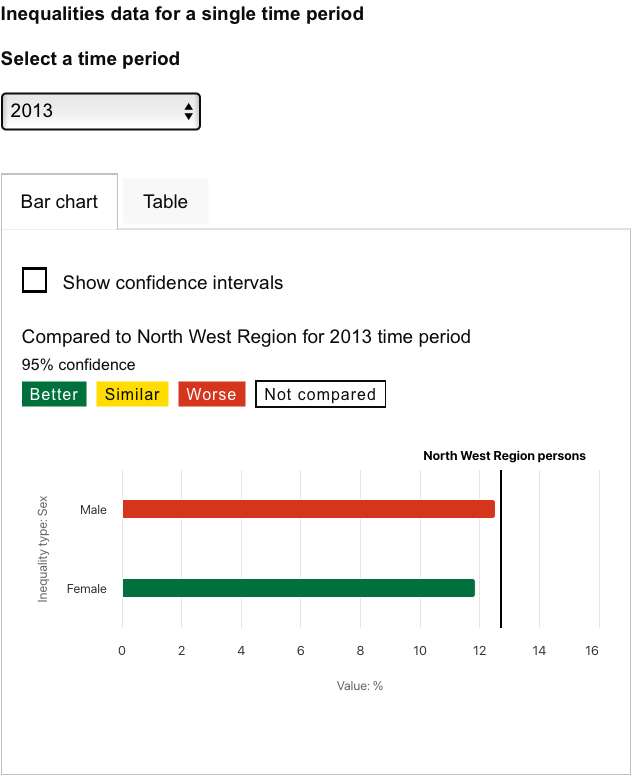 Inequalities data for a single time period
Select a time period
2013
Bar chart Table
Show confidence intervals
Compared to North West Region for 2013 time period
95% confidence
Better Similar Worse Not compared
North West Region persons
Inequality type: Sex
Male
Female
0 2 4 6 8 10 12 14 16
Value: %